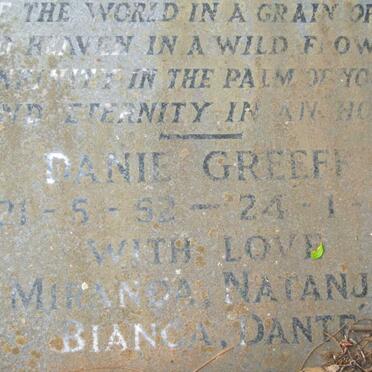 THE WORLD IN A GRAIN OF
HEAVEN IN A WILD FLOW
IN THE PALM OF YO
ND ETERNITY IN AN HO
DANIE GREEFF
21 - 5 - 52 — 24 - 1 -
WITH LOVE
MIRANDA, NATANJ
BIANCA, DANTE